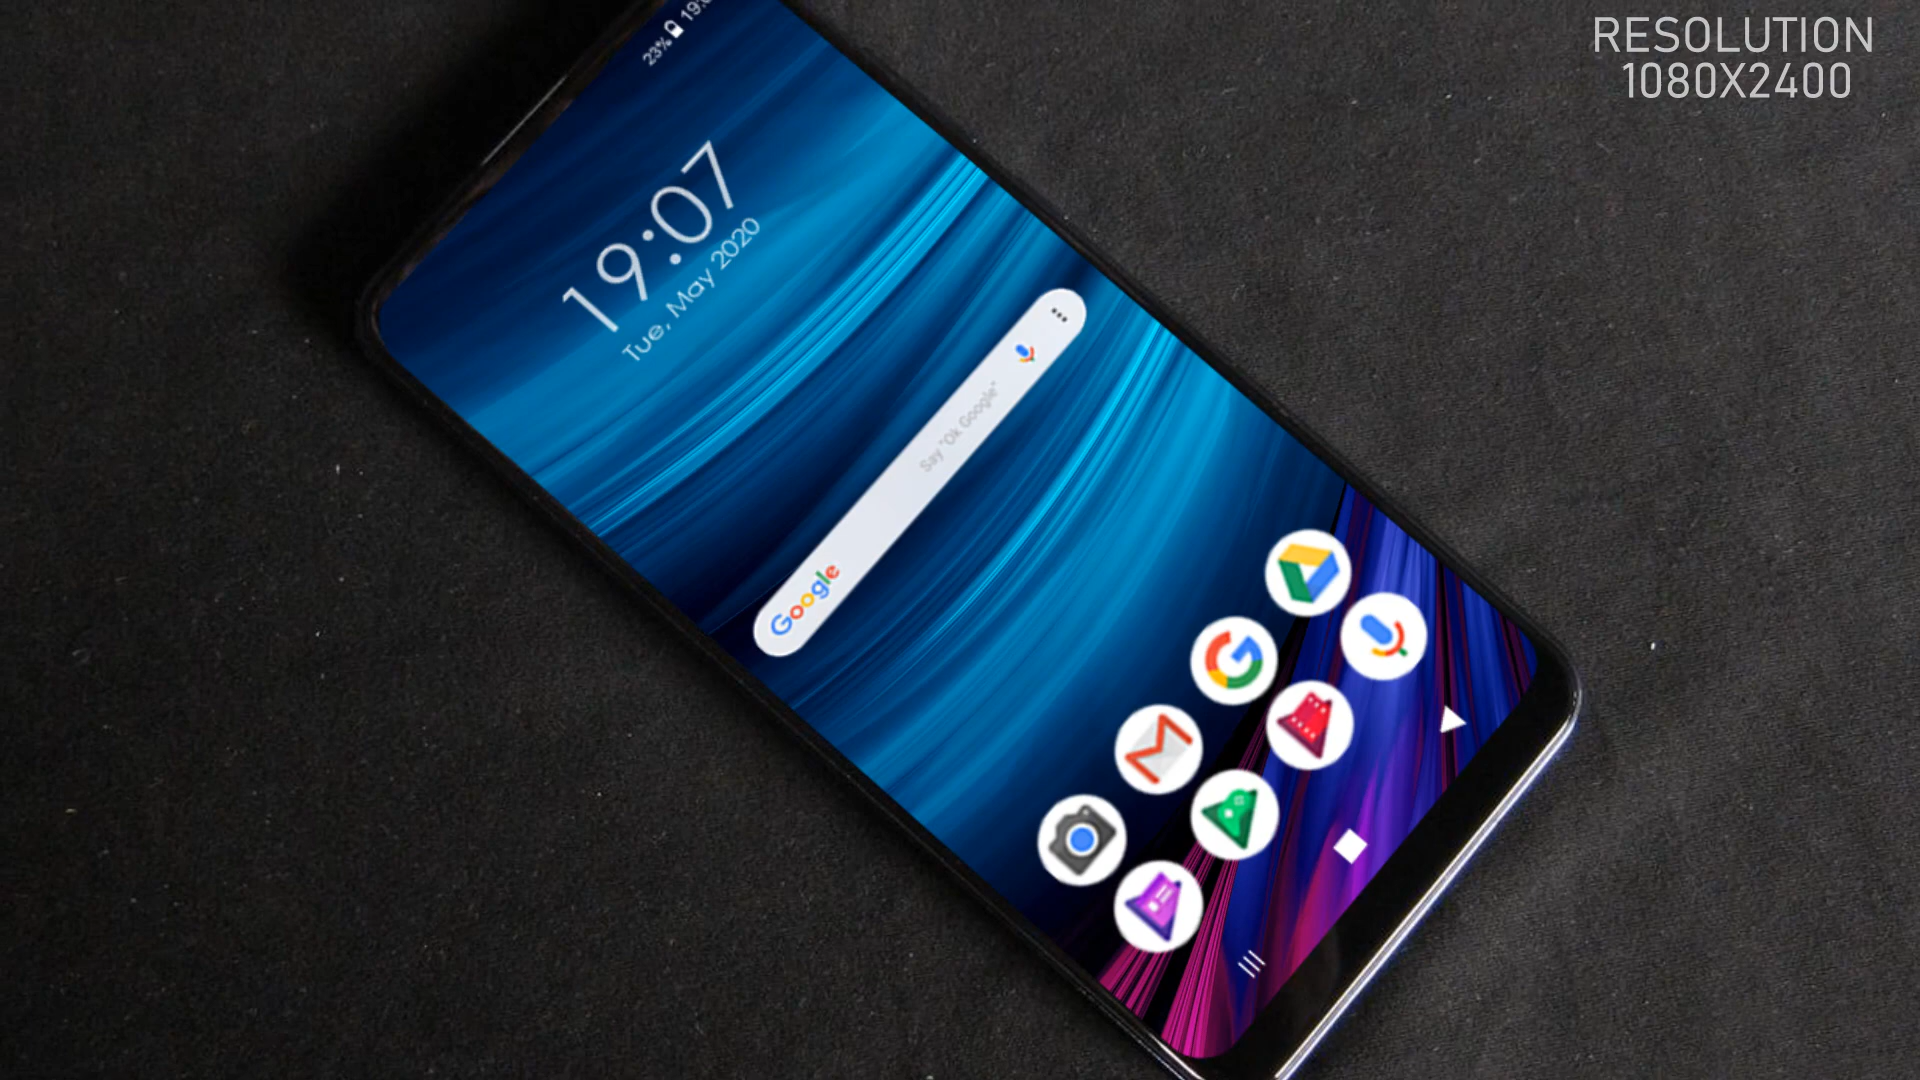 RESOLUTION
1080X2400
23%
19:07
Tue, May 2020
Google
Say "Ok Google"